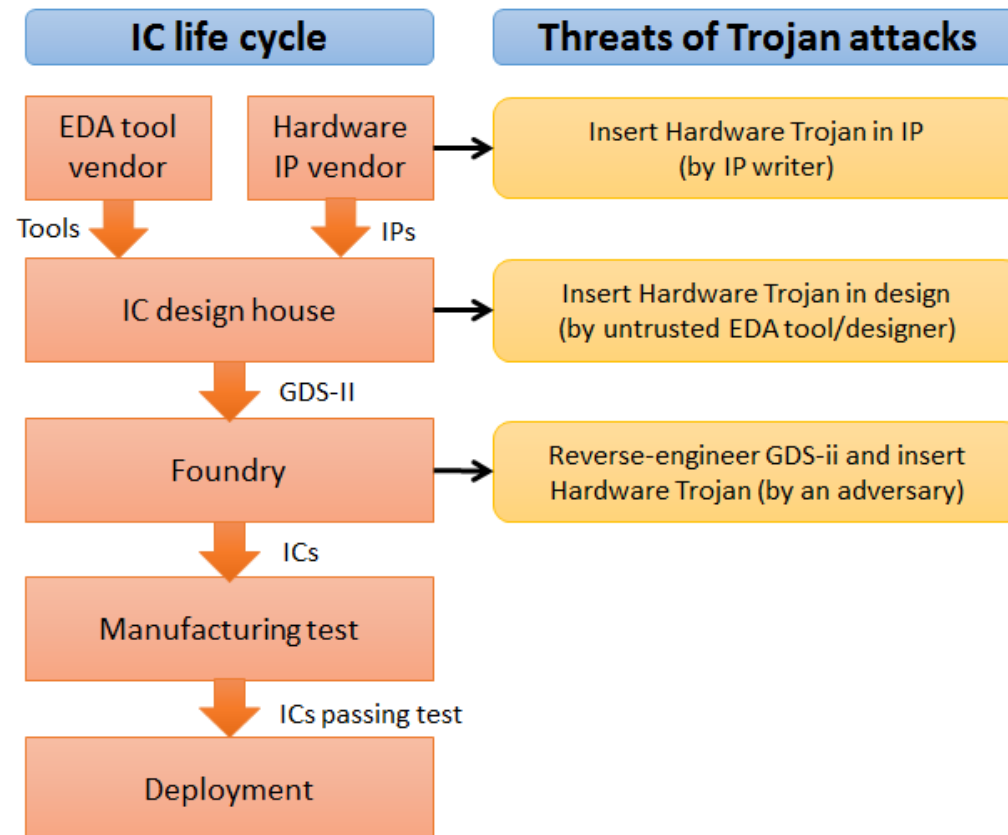 IC life cycle
Threats of Trojan attacks
EDA tool
vendor
Hardware
IP vendor
Insert Hardware Trojan in IP
(by IP writer)
Tools
IPs
IC design house
Insert Hardware Trojan in design
(by untrusted EDA tool/designer)
GDS-II
Foundry
Reverse-engineer GDS-ii and insert
Hardware Trojan (by an adversary)
ICs
Manufacturing test
ICs passing test
Deployment